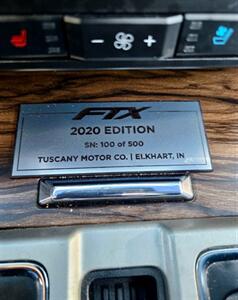 FTX
2020 EDITION
SN: 100 of 500
TUSCANY MOTOR CO. | ELKHART, IN